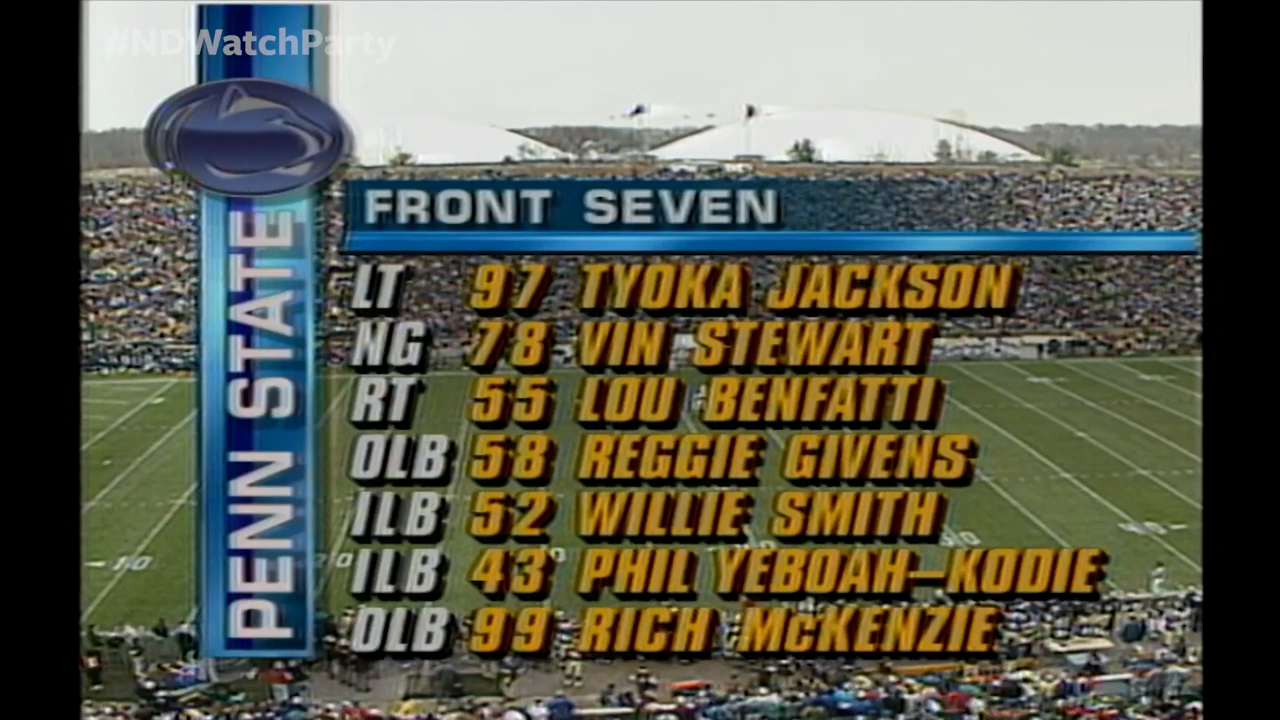 #NDWatchParty
PENN STATE
FRONT SEVEN
LT 97 TYOKA JACKSON
NG 78 VIN STEWART
RT 55 LOU BENFATTI
OLB 58 REGGIE GIVENS
ILB 52 WILLIE SMITH
ILB 43 PHIL YEBOAH-KODIE
OLB 99 RICH McKENZIE